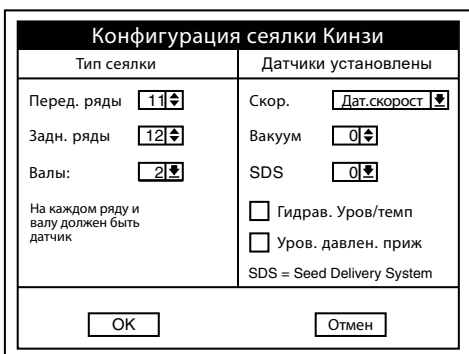 Конфигурация сеялки Кинзи
Тип сеялки
Перед. ряды 11
Задн. ряды 12
Валы: 2
На каждом ряду и
валу должен быть
датчик
Датчики установлены
Скор. Дат.скорост
Вакуум 0
SDS 0
Гидрав. Уров/темп
Уров. давлен. приж
SDS = Seed Delivery System
OK
Отмен